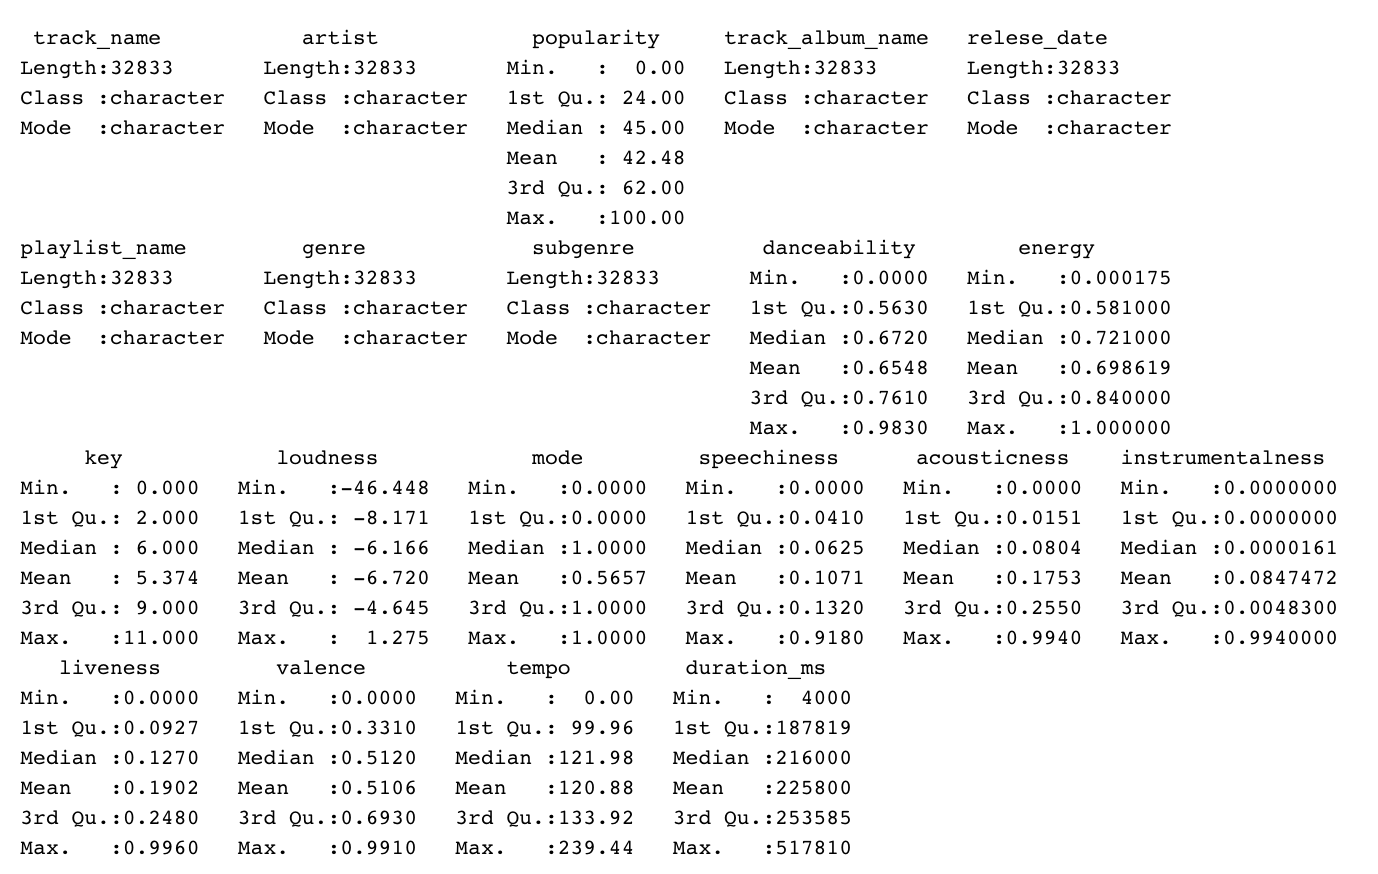 track_name artist popularity track_album_name relese_date
Length:32833 Length:32833 Min. : 0.00 Length:32833 Length:32833
Class :character Class :character 1st Qu.: 24.00 Class :character Class :character
Mode :character Mode :character Median : 45.00 Mode :character Mode :character
Mean : 42.48
3rd Qu.: 62.00
Max. :100.00
playlist_name genre subgenre danceability energy
Length:32833 Length:32833 Length:32833 Min. :0.0000 Min. :0.000175
Class :character Class :character Class :character 1st Qu.:0.5630 1st Qu.:0.581000
Mode :character Mode :character Mode :character Median :0.6720 Median :0.721000
Mean :0.6548 Mean :0.698619
3rd Qu.:0.7610 3rd Qu.:0.840000
Max. :0.9830 Max. :1.000000
key loudness mode speechiness acousticness instrumentalness
Min. : 0.000 Min. :-46.448 Min. :0.0000 Min. :0.0000 Min. :0.0000 Min. :0.0000000
1st Qu.: 2.000 1st Qu.: -8.171 1st Qu.:0.0000 1st Qu.:0.0410 1st Qu.:0.0151 1st Qu.:0.0000000
Median : 6.000 Median : -6.166 Median :1.0000 Median :0.0625 Median :0.0804 Median :0.0000161
Mean : 5.374 Mean : -6.720 Mean :0.5657 Mean :0.1071 Mean :0.1753 Mean :0.0847472
3rd Qu.: 9.000 3rd Qu.: -4.645 3rd Qu.:1.0000 3rd Qu.:0.1320 3rd Qu.:0.2550 3rd Qu.:0.0048300
Max. :11.000 Max. : 1.275 Max. :1.0000 Max. :0.9180 Max. :0.9940 Max. :0.9940000
liveness valence tempo duration_ms
Min. :0.0000 Min. :0.0000 Min. : 0.00 Min. : 4000
1st Qu.:0.0927 1st Qu.:0.3310 1st Qu.: 99.96 1st Qu.:187819
Median :0.1270 Median :0.5120 Median :121.98 Median :216000
Mean :0.1902 Mean :0.5106 Mean :120.88 Mean :225800
3rd Qu.:0.2480 3rd Qu.:0.6930 3rd Qu.:133.92 3rd Qu.:253585
Max. :0.9960 Max. :0.9910 Max. :239.44 Max. :517810